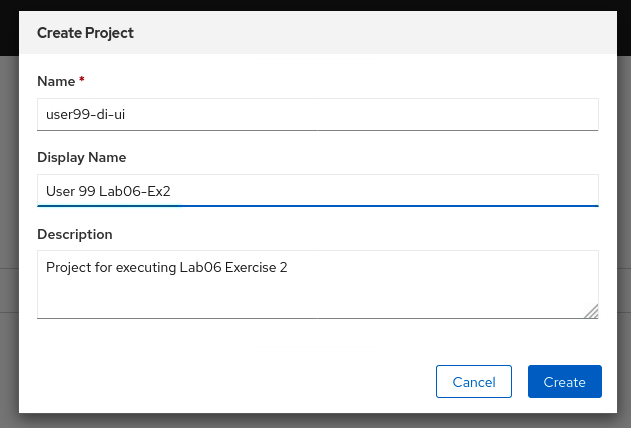 Create Project
Name *
user99-di-ui
Display Name
User 99 Lab06-Ex2
Description
Project for executing Lab06 Exercise 2
Cancel
Create